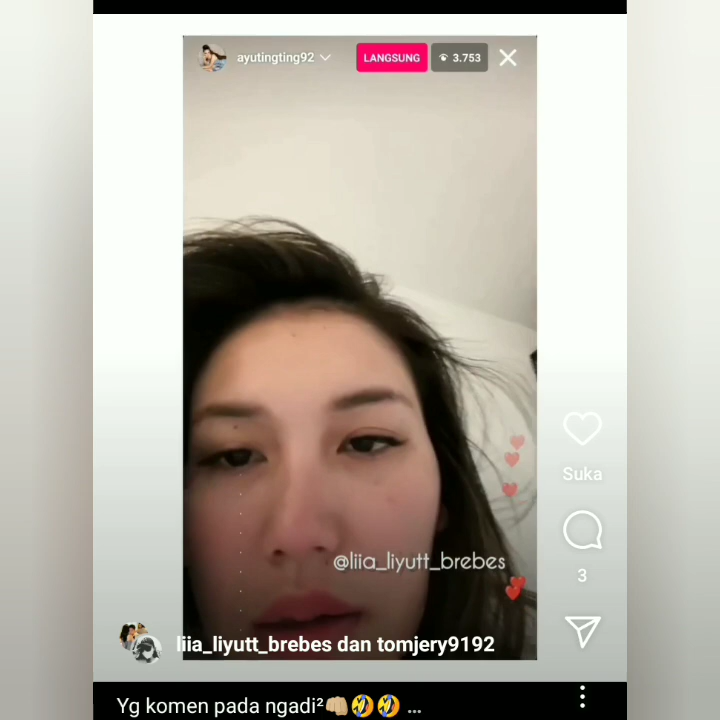 ayutingting92
LANGSUNG
3.753
Suka
@liia_liyutt_brebes
3
liia_liyutt_brebes dan tomjery9192
Yg komen pada ngadi²👊🏼🤣🤣 ...